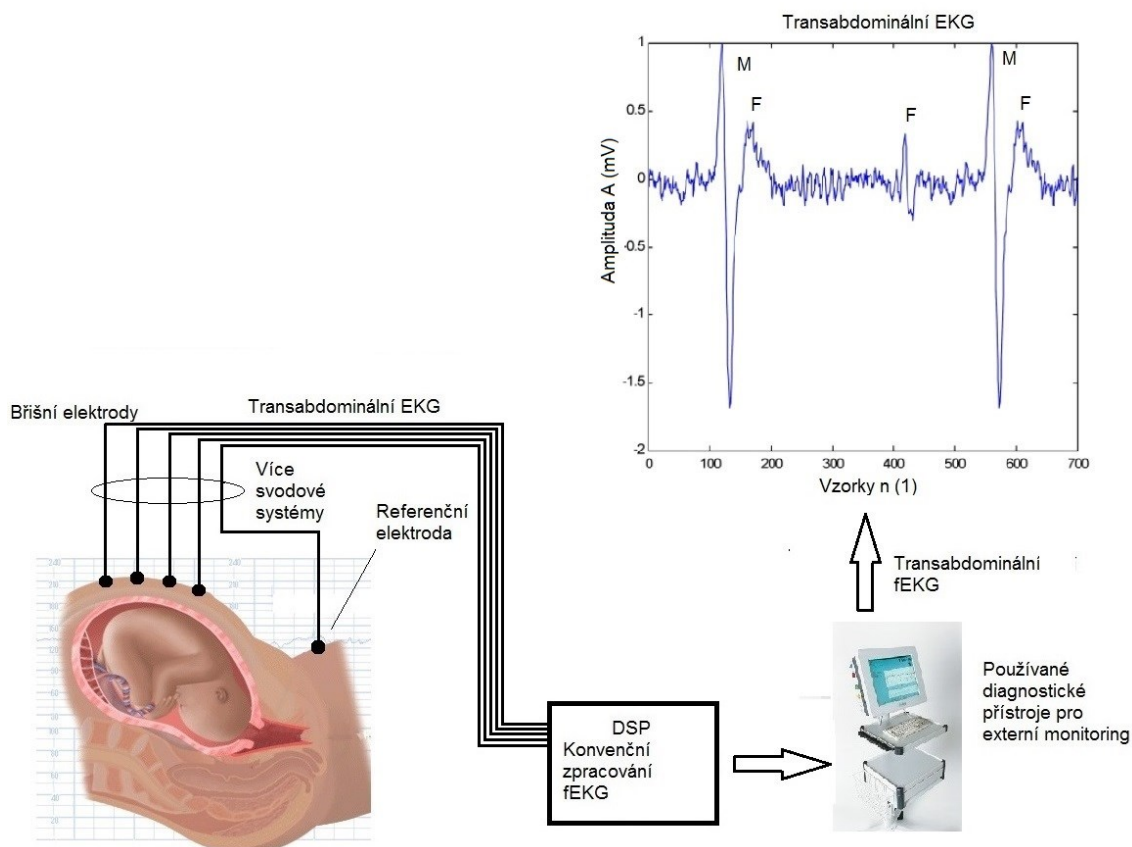 Transabdominální EKG
1
0.5
0
-0.5
-1
-1.5
-2
Amplituda A (mV)
M
F
F
M
F
0 100 200 300 400 500 600 700
Vzorky n (1)
Břišní elektrody
Transabdominální EKG
Více
svodové
systémy
Referenční
elektroda
Transabdominální
fEKG
DSP
Konvenční
zpracování
fEKG
Používané
diagnostické
přístroje pro
externí monitoring